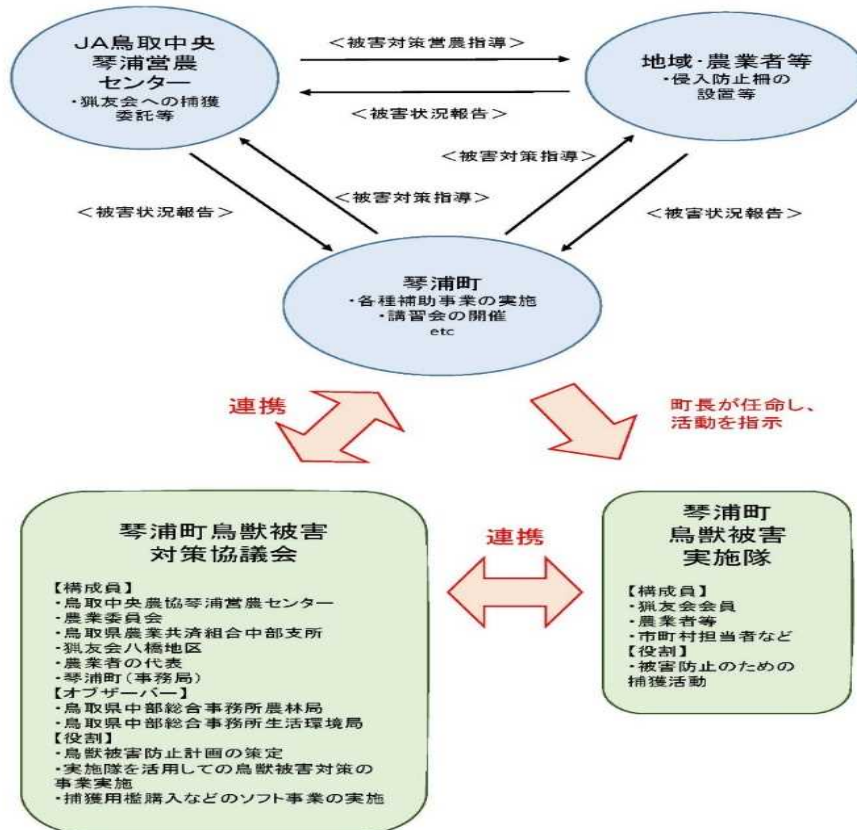 JA鳥取中央
琴浦営農
センター
・猟友会への捕獲
委託等
＜被害対策営農指導＞
＜被害状況報告＞
地域・農業者等
・侵入防止柵の
設置等
＜被害状況報告＞
＜被害対策指導＞
＜被害対策指導＞
＜被害状況報告＞
琴浦町
・各種補助事業の実施
・講習会の開催
etc
連携
町長が任命し、
活動を指示
琴浦町鳥獣被害
対策協議会
【構成員】
・鳥取中央農協琴浦営農センター
・農業委員会
・鳥取県農業共済組合中部支所
・猟友会八橋地区
・農業者の代表
・琴浦町（事務局）
【オブザーバー】
・鳥取県中部総合事務所農林局
・鳥取県中部総合事務所生活環境局
【役割】
・鳥獣被害防止計画の策定
・実施隊を活用しての鳥獣被害対策の
事業実施
・捕獲用檻購入などのソフト事業の実施
連携
琴浦町
鳥獣被害
実施隊
【構成員】
・猟友会会員
・農業者等
・市町村担当者など
【役割】
・被害防止のための
捕獲活動